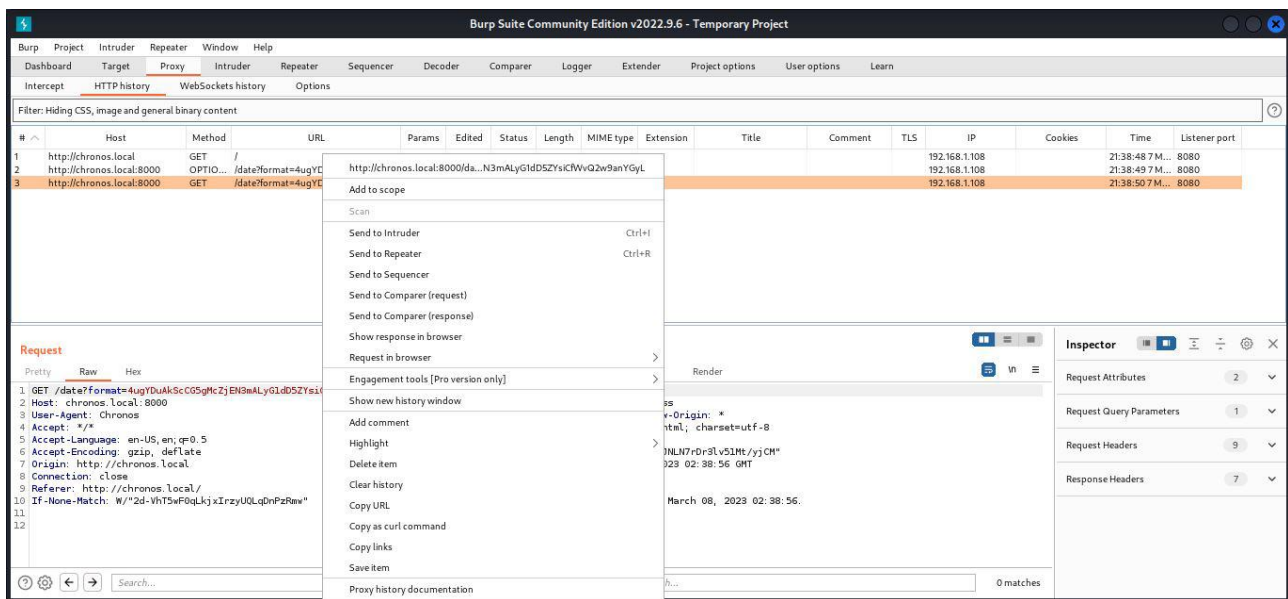 Burp Suite Community Edition v2022.9.6 - Temporary Project
Burp Project Intruder Repeater Window Help
Dashboard Target Proxy Intruder Repeater Sequencer Decoder Comparer Logger Extender Project options User options Learn
Intercept HTTP history WebSockets history Options
Filter: Hiding CSS, image and general binary content
# Host Method URL Params Edited Status Length MIME type Extension Title Comment TLS IP Cookies Time Listener port
1 http://chronos.local GET / 192.168.1.108 21:38:48 7 M... 8080
2 http://chronos.local:8000 OPTIO... /date?format=4ugYD 192.168.1.108 21:38:49 7 M... 8080
3 http://chronos.local:8000 GET /date?format=4ugYD 192.168.1.108 21:38:50 7 M... 8080
http://chronos.local:8000/da...N3mALyG1dD5ZYsiCfWvQ2w9anYGyL
Add to scope
Scan
Send to Intruder Ctrl+I
Send to Repeater Ctrl+R
Send to Sequencer
Send to Comparer (request)
Send to Comparer (response)
Show response in browser
Request in browser
Engagement tools [Pro version only]
Show new history window
Add comment
Highlight
Delete item
Clear history
Copy URL
Copy as curl command
Copy links
Save item
Proxy history documentation
Request
Pretty Raw Hex
1 GET /date?format=4ugYDuAkScCG5gMcZjEN3mALyG1dD5ZYsi
2 Host: chronos.local:8000
3 User-Agent: Chronos
4 Accept: */*
5 Accept-Language: en-US,en;q=0.5
6 Accept-Encoding: gzip, deflate
7 Origin: http://chronos.local
8 Connection: close
9 Referer: http://chronos.local/
10 If-None-Match: W/"2d-VhT5wF0qLkjxIrzyUQLqDnPzRmw"
11
12
Render
\n
ss
-Origin: *
html; charset=utf-8
JNLN7rDr3lv51Mt/yjCM"
023 02:38:56 GMT
March 08, 2023 02:38:56.
Inspector
Request Attributes 2
Request Query Parameters 1
Request Headers 9
Response Headers 7
Search...
h...
0 matches